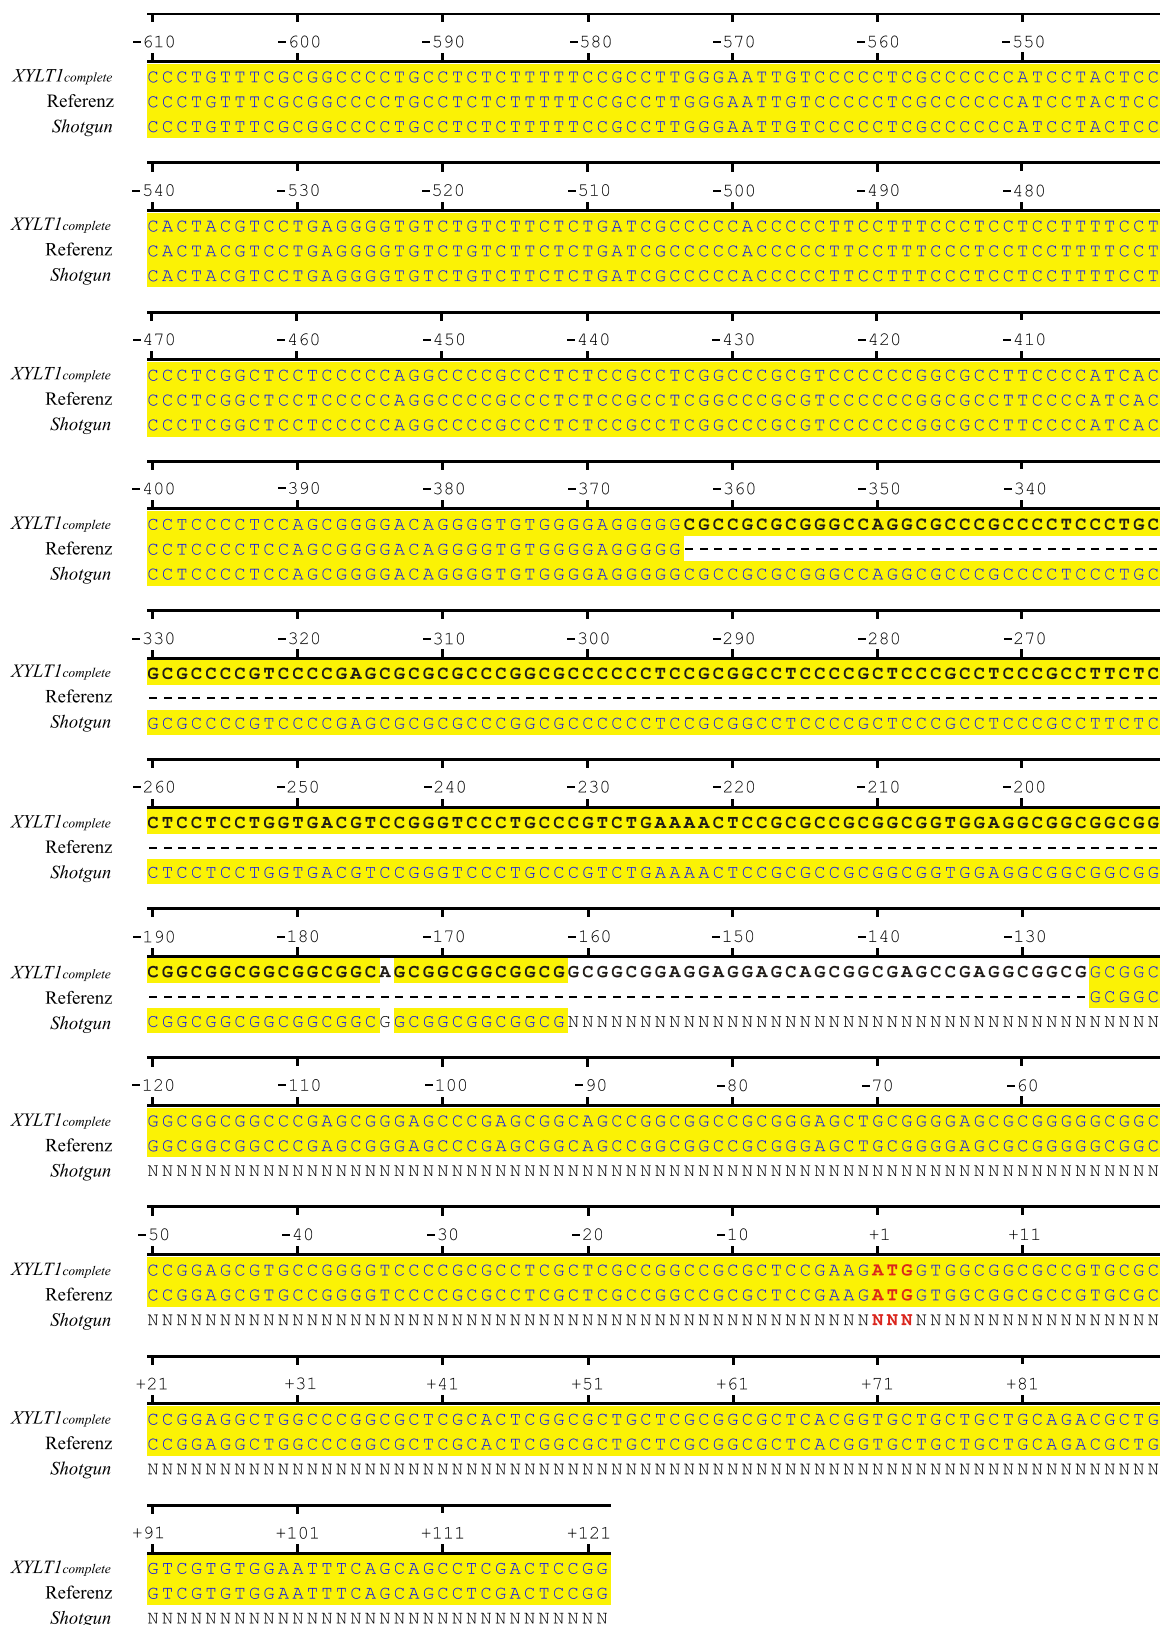 -610 -600 -590 -580 -570 -560 -550
XYLT1complete CCCTGTTTCGCGGCCCCTGCCTCTCTTTTTCCGCCTTGGGAATTGTCCCCCTCGCCCCCCATCCTACTCC
Referenz CCCTGTTTCGCGGCCCCTGCCTCTCTTTTTCCGCCTTGGGAATTGTCCCCCTCGCCCCCCATCCTACTCC
Shotgun CCCTGTTTCGCGGCCCCTGCCTCTCTTTTTCCGCCTTGGGAATTGTCCCCCTCGCCCCCCATCCTACTCC
-540 -530 -520 -510 -500 -490 -480
XYLT1complete CACTACGTCCTGAGGGGTGTCTGTCTTCTCTGATCGCCCCCACCCCCTTCCTTTCCCTCCTCCTTTTCCT
Referenz CACTACGTCCTGAGGGGTGTCTGTCTTCTCTGATCGCCCCCACCCCCTTCCTTTCCCTCCTCCTTTTCCT
Shotgun CACTACGTCCTGAGGGGTGTCTGTCTTCTCTGATCGCCCCCACCCCCTTCCTTTCCCTCCTCCTTTTCCT
-470 -460 -450 -440 -430 -420 -410
XYLT1complete CCCTCGGCTCCTCCCCCAGGCCCCGCCCTCTCCGCCTCGGCCCGCGTCCCCCCGGCGCCTTCCCCATCAC
Referenz CCCTCGGCTCCTCCCCCAGGCCCCGCCCTCTCCGCCTCGGCCCGCGTCCCCCCGGCGCCTTCCCCATCAC
Shotgun CCCTCGGCTCCTCCCCCAGGCCCCGCCCTCTCCGCCTCGGCCCGCGTCCCCCCGGCGCCTTCCCCATCAC
-400 -390 -380 -370 -360 -350 -340
XYLT1complete CCTCCCCTCCAGCGGGGACAGGGGTGTGGGGAGGGGGCGCCGCGCGGGCCAGGCGCCCGCCCCTCCCTGC
Referenz CCTCCCCTCCAGCGGGGACAGGGGTGTGGGGAGGGGG---------------------------------
Shotgun CCTCCCCTCCAGCGGGGACAGGGGTGTGGGGAGGGGGCGCCGCGCGGGCCAGGCGCCCGCCCCTCCCTGC
-330 -320 -310 -300 -290 -280 -270
XYLT1complete GCGCCCCGTCCCCGAGCGCGCGCCCGGCGCCCCCCTCCGCGGCCTCCCCGCTCCCGCCTCCCGCCTTCTC
Referenz ----------------------------------------------------------------------
Shotgun GCGCCCCGTCCCCGAGCGCGCGCCCGGCGCCCCCCTCCGCGGCCTCCCCGCTCCCGCCTCCCGCCTTCTC
-260 -250 -240 -230 -220 -210 -200
XYLT1complete CTCCTCCTGGTGACGTCCGGGTCCCTGCCCGTCTGAAAACTCCGCGCCGCGGCGGTGGAGGCGGCGGCGG
Referenz ----------------------------------------------------------------------
Shotgun CTCCTCCTGGTGACGTCCGGGTCCCTGCCCGTCTGAAAACTCCGCGCCGCGGCGGTGGAGGCGGCGGCGG
-190 -180 -170 -160 -150 -140 -130
XYLT1complete CGGCGGCGGCGGCGGCAGCGGCGGCGGCGGCGGCGGAGGAGGAGCAGCGGCGAGCCGAGGCGGCGGCGGC
Referenz -----------------------------------------------------------------GCGGC
Shotgun CGGCGGCGGCGGCGGCGGCGGCGGCGGCGNNNNNNNNNNNNNNNNNNNNNNNNNNNNNNNNNNNNNNNNN
-120 -110 -100 -90 -80 -70 -60
XYLT1complete GGCGGCGGCCCGAGCGGGAGCCCGAGCGGCAGCCGGCGGCCGCGGGAGCTGCGGGGAGCGCGGGGGCGGC
Referenz GGCGGCGGCCCGAGCGGGAGCCCGAGCGGCAGCCGGCGGCCGCGGGAGCTGCGGGGAGCGCGGGGGCGGC
Shotgun NNNNNNNNNNNNNNNNNNNNNNNNNNNNNNNNNNNNNNNNNNNNNNNNNNNNNNNNNNNNNNNNNNNNNN
-50 -40 -30 -20 -10 +1 +11
XYLT1complete CCGGAGCGTGCCGGGGTCCCCGCGCCTCGCTCGCCGGCCGCGCTCCGAAGATGGTGGCGGCGCCGTGCGC
Referenz CCGGAGCGTGCCGGGGTCCCCGCGCCTCGCTCGCCGGCCGCGCTCCGAAGATGGTGGCGGCGCCGTGCGC
Shotgun NNNNNNNNNNNNNNNNNNNNNNNNNNNNNNNNNNNNNNNNNNNNNNNNNNNNNNNNNNNNNNNNNNNNNN
+21 +31 +41 +51 +61 +71 +81
XYLT1complete CCGGAGGCTGGCCCGGCGCTCGCACTCGGCGCTGCTCGCGGCGCTCACGGTGCTGCTGCTGCAGACGCTG
Referenz CCGGAGGCTGGCCCGGCGCTCGCACTCGGCGCTGCTCGCGGCGCTCACGGTGCTGCTGCTGCAGACGCTG
Shotgun NNNNNNNNNNNNNNNNNNNNNNNNNNNNNNNNNNNNNNNNNNNNNNNNNNNNNNNNNNNNNNNNNNNNNN
+91 +101 +111 +121
XYLT1complete GTCGTGTGGAATTTCAGCAGCCTCGACTCCGG
Referenz GTCGTGTGGAATTTCAGCAGCCTCGACTCCGG
Shotgun NNNNNNNNNNNNNNNNNNNNNNNNNNNNNNNN